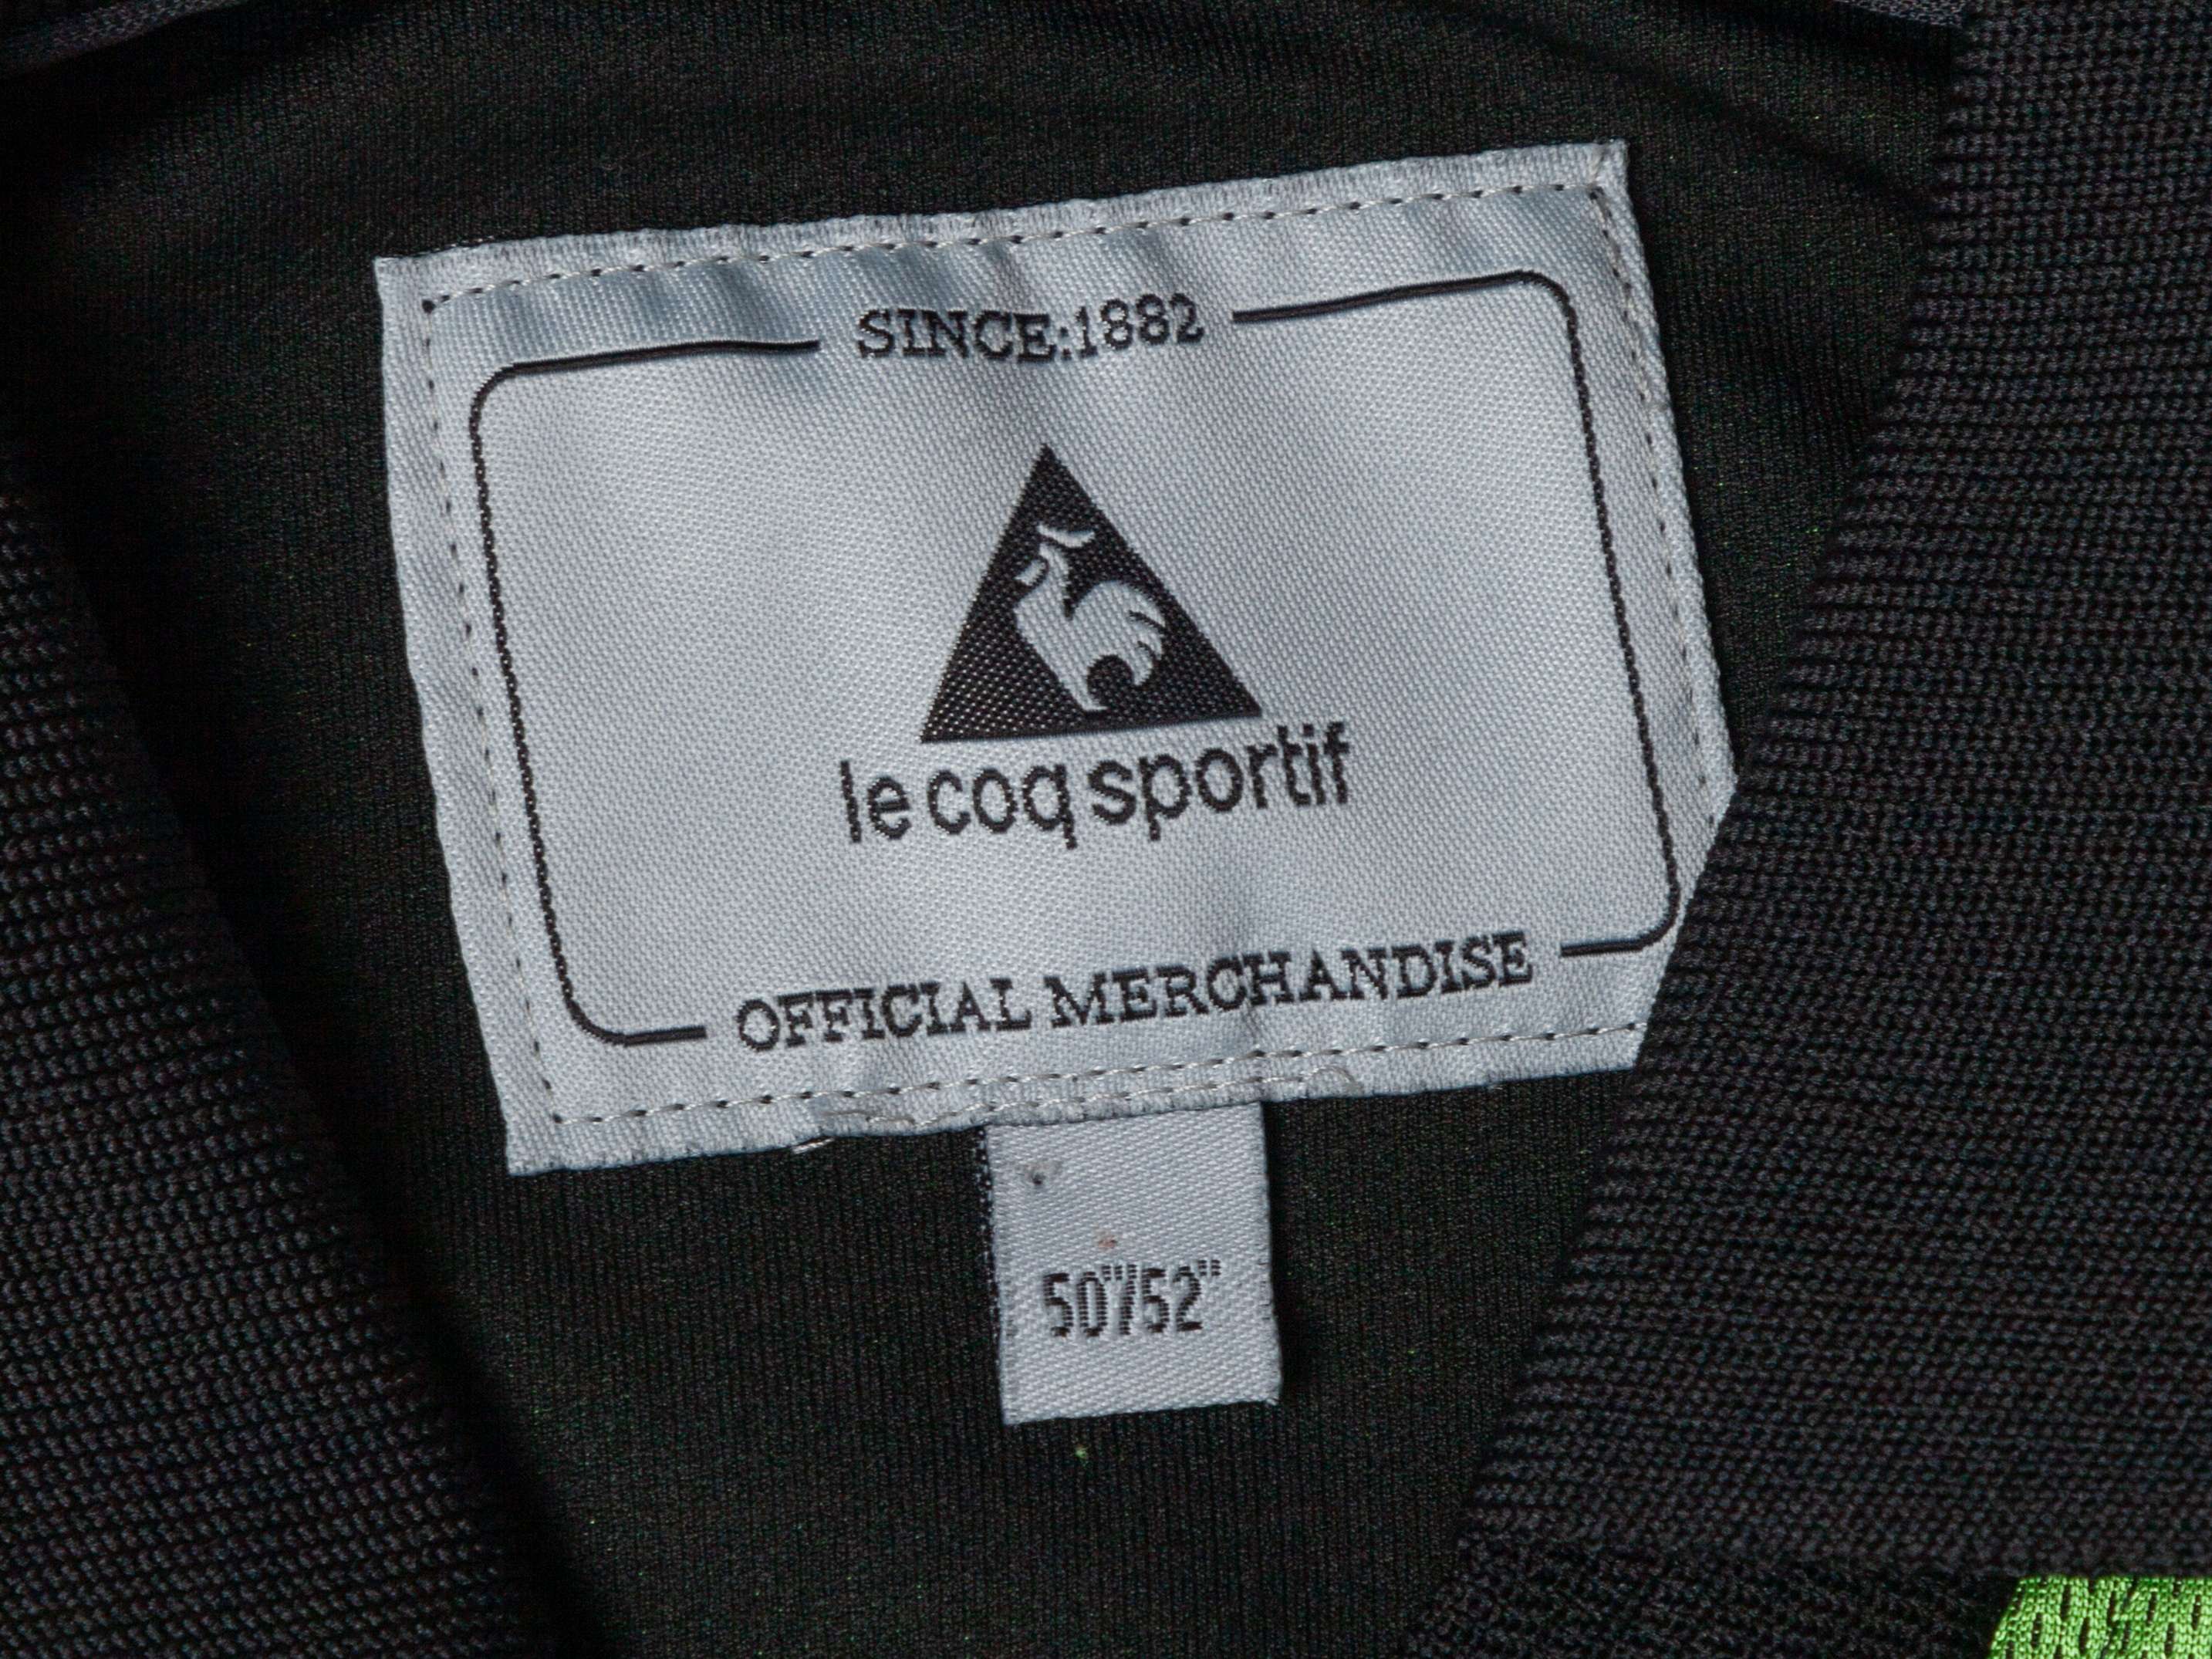 SINCE:1882
le coq sportif
OFFICIAL MERCHANDISE
50"/52"